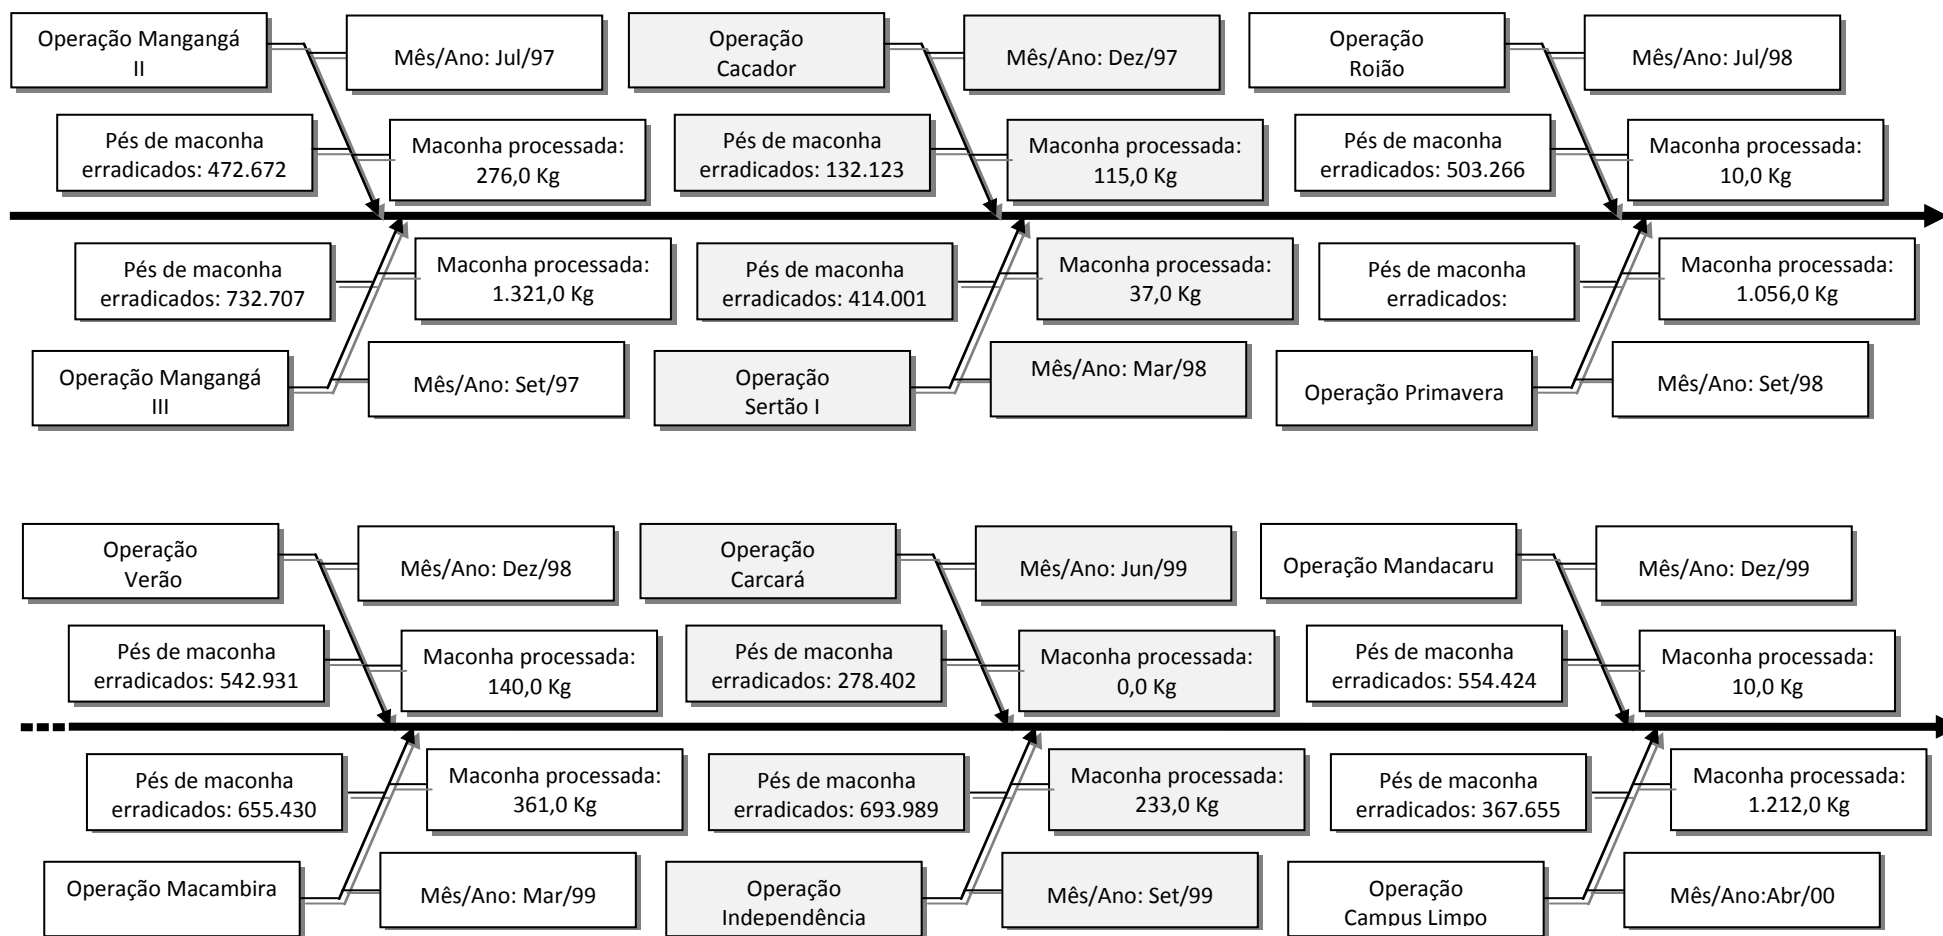 Operação Mangangá
II
Mês/Ano: Jul/97
Pés de maconha
erradicados: 472.672
Maconha processada:
276,0 Kg
Operação
Caçador
Mês/Ano: Dez/97
Pés de maconha
erradicados: 132.123
Maconha processada:
115,0 Kg
Operação
Roião
Mês/Ano: Jul/98
Pés de maconha
erradicados: 503.266
Maconha processada:
10,0 Kg
Pés de maconha
erradicados: 732.707
Maconha processada:
1.321,0 Kg
Operação Mangangá
III
Mês/Ano: Set/97
Pés de maconha
erradicados: 414.001
Maconha processada:
37,0 Kg
Operação
Sertão I
Mês/Ano: Mar/98
Pés de maconha
erradicados:
Maconha processada:
1.056,0 Kg
Operação Primavera
Mês/Ano: Set/98
Operação
Verão
Mês/Ano: Dez/98
Pés de maconha
erradicados: 542.931
Maconha processada:
140,0 Kg
Operação
Carcará
Mês/Ano: Jun/99
Pés de maconha
erradicados: 278.402
Maconha processada:
0,0 Kg
Operação Mandacaru
Mês/Ano: Dez/99
Pés de maconha
erradicados: 554.424
Maconha processada:
10,0 Kg
Pés de maconha
erradicados: 655.430
Maconha processada:
361,0 Kg
Operação Macambira
Mês/Ano: Mar/99
Pés de maconha
erradicados: 693.989
Maconha processada:
233,0 Kg
Operação
Independência
Mês/Ano: Set/99
Pés de maconha
erradicados: 367.655
Maconha processada:
1.212,0 Kg
Operação
Campus Limpo
Mês/Ano:Abr/00